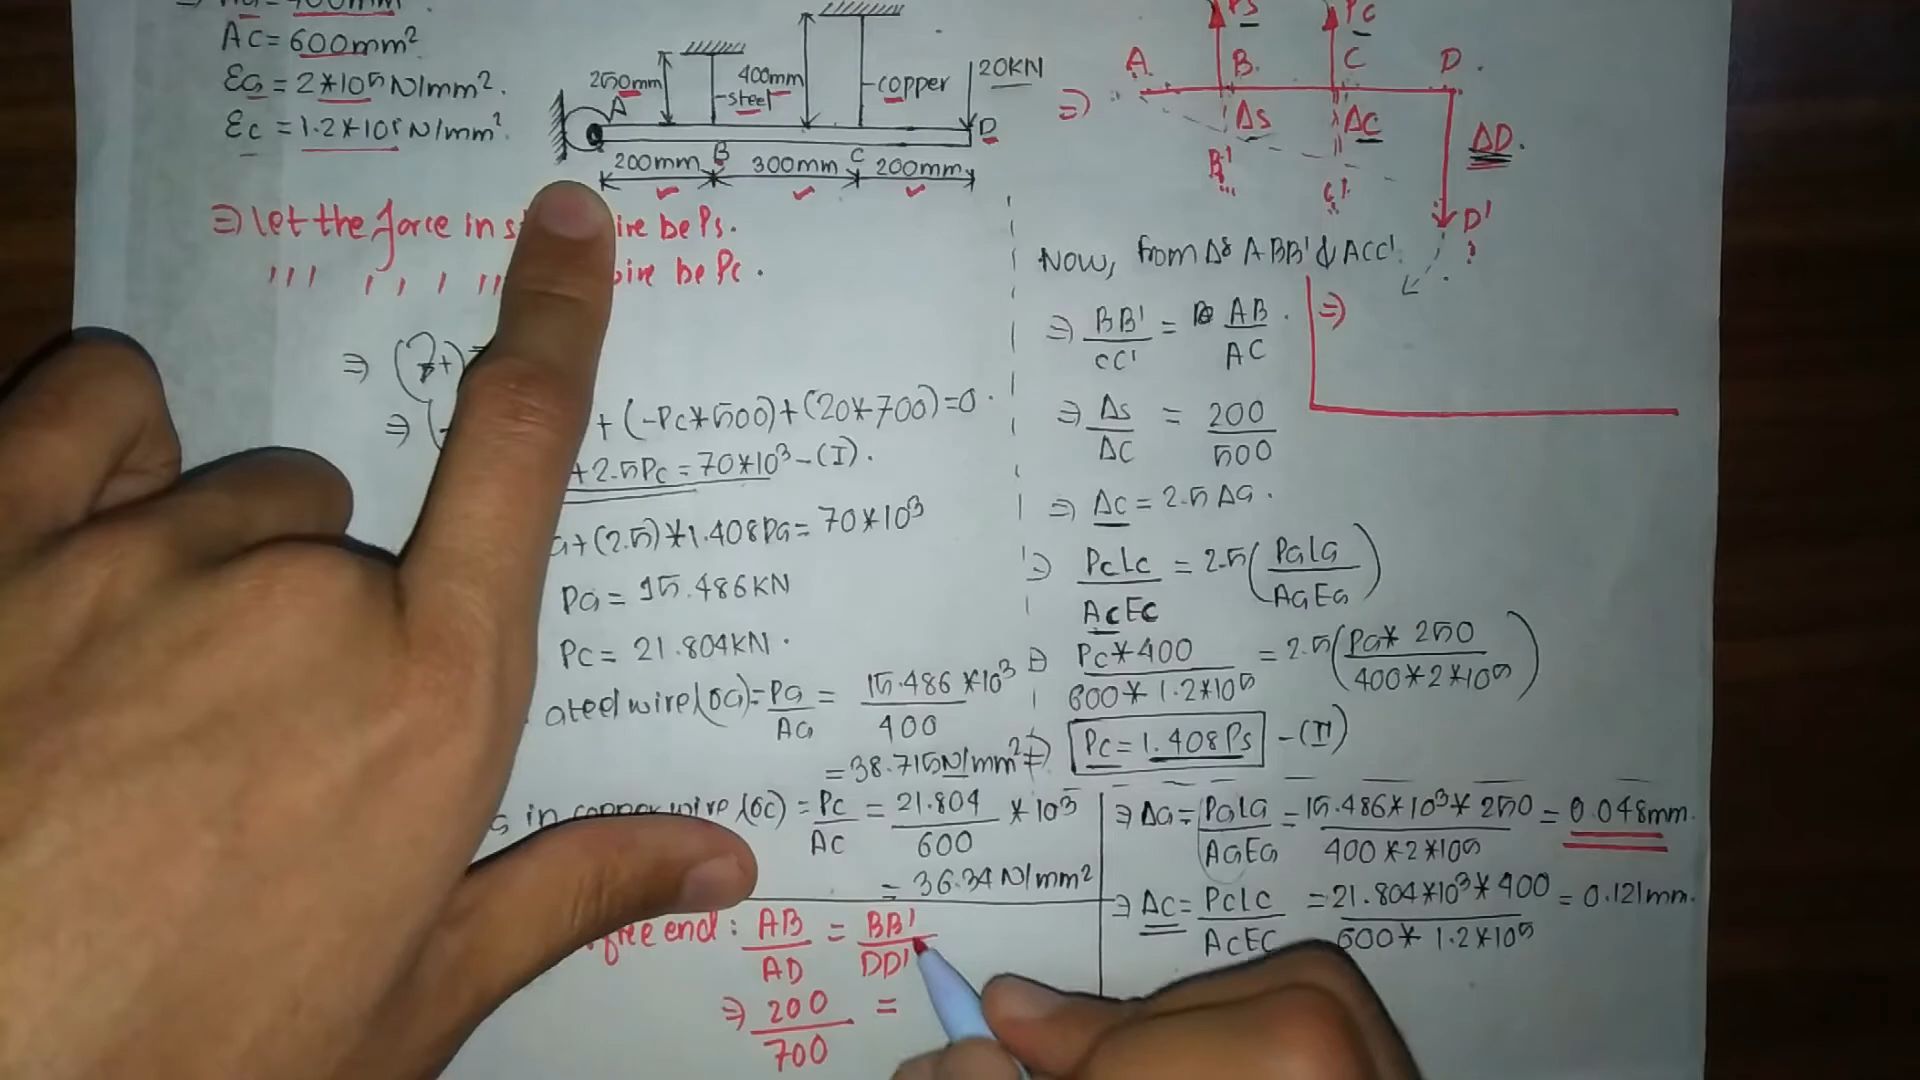 AC = 600mm²
Es = 2*10⁵ N/mm².
Ec = 1.2*10⁵ N/mm².
250mm
steel
400mm
copper
20KN
A
B
C
D
200mm
300mm
200mm
⇒ let the force in s ire be Ps.
''' , , , ''' ire be Pc.
+ (-Pc*500) + (20*700) = 0.
+2.5Pc = 70*10³ - (I).
s + (2.5)*1.408Ps = 70*10³
Ps = 15.486KN
Pc = 21.804KN.
steel wire (σs) = Ps/As = 15.486*10³/400
= 38.715N/mm²
s in copper wire (σc) = Pc/AC = 21.804/600 * 10³
= 36.34 N/mm²
free end : AB/AD = BB'/DD'
⇒ 200/700 =
Ps
Pc
A
B.
C
D.
⇒
Δs
ΔC
ΔD.
B'
C'
D'
Now, from Δs ABB' & ACC'.
⇒ BB'/CC' = AB/AC.
⇒
⇒ Δs/ΔC = 200/500
⇒ ΔC = 2.5 Δs.
⇒ PcLc/AcEc = 2.5(PsLs/AsEs)
⇒ Pc*400/600*1.2*10⁵ = 2.5(Ps*250/400*2*10⁵)
⇒ Pc = 1.408Ps - (II)
⇒ Δs = PsLs/AsEs = 15.486*10³*250/400*2*10⁵ = 0.048mm.
⇒ ΔC = PcLc/AcEc = 21.804*10³*400/600*1.2*10⁵ = 0.121mm.